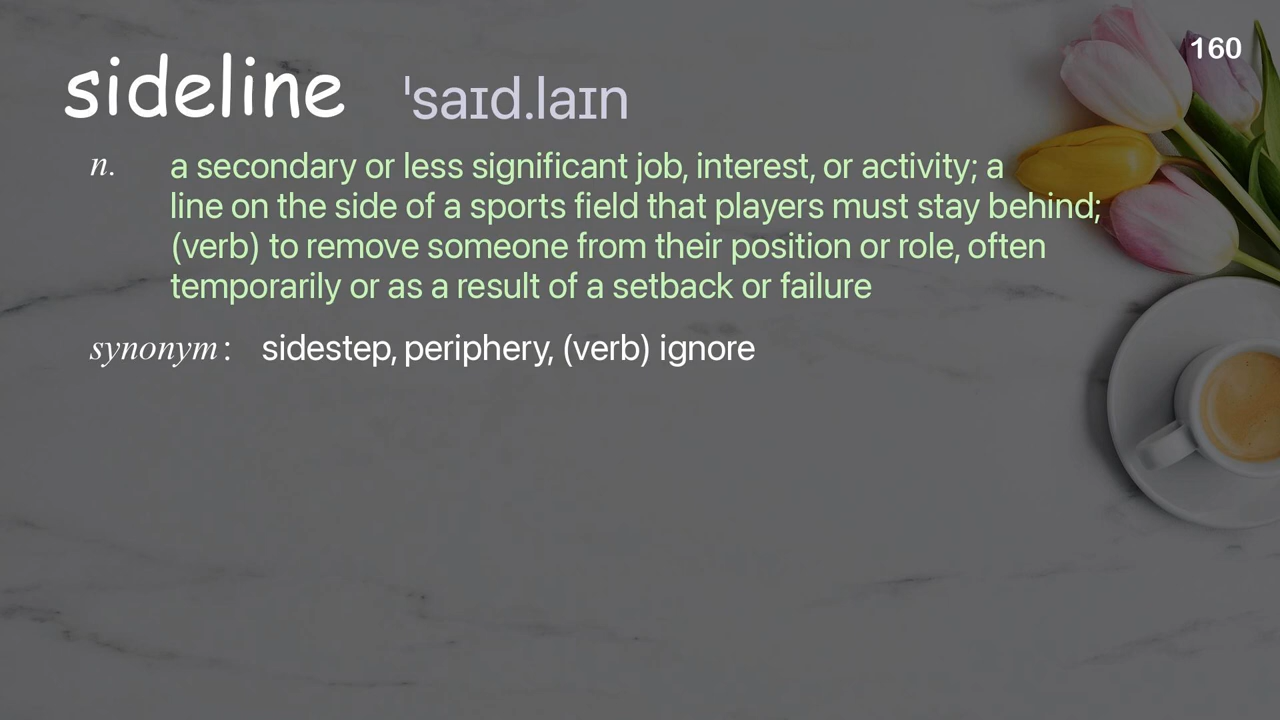 160
sideline ˈsaɪd.laɪn
n. a secondary or less significant job, interest, or activity; a
line on the side of a sports field that players must stay behind;
(verb) to remove someone from their position or role, often
temporarily or as a result of a setback or failure
synonym : sidestep, periphery, (verb) ignore